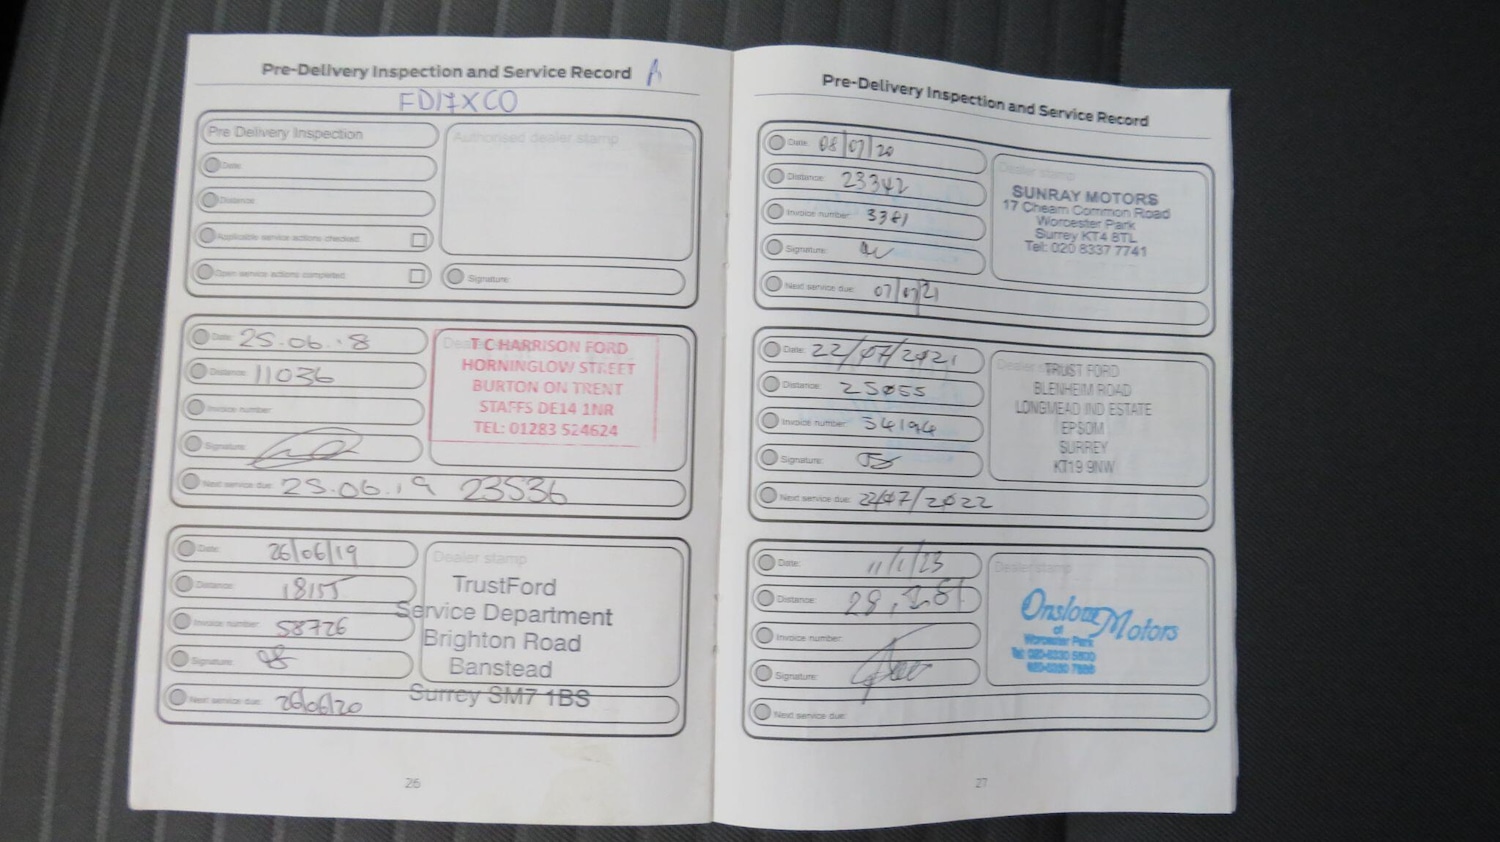 Pre-Delivery Inspection and Service Record
FD17XCO
Pre Delivery Inspection
Date:
Distance:
Applicable service actions checked:
Open service actions completed:
Authorised dealer stamp
Signature:
Date: 25.06.18
Distance: 11036
Invoice number:
Signature:
Next service due: 25.06.19 23536
Dealer stamp
T C HARRISON FORD
HORNINGLOW STREET
BURTON ON TRENT
STAFFS DE14 1NR
TEL: 01283 524624
Date: 26/06/19
Distance: 18155
Invoice number: 58726
Signature:
Next service due: 26/06/20
Dealer stamp
TrustFord
Service Department
Brighton Road
Banstead
Surrey SM7 1BS
26
Pre-Delivery Inspection and Service Record
Date: 08/07/20
Distance: 23342
Invoice number: 3381
Signature:
Next service due: 07/07/21
Dealer stamp
SUNRAY MOTORS
17 Cheam Common Road
Worcester Park
Surrey KT4 8TL
Tel: 020 8337 7741
Date: 22/07/2021
Distance: 25055
Invoice number: 34194
Signature:
Next service due: 22/07/2022
Dealer stamp
TRUST FORD
BLENHEIM ROAD
LONGMEAD IND ESTATE
EPSOM
SURREY
KT19 9NW
Date: 11/1/23
Distance:
Invoice number:
Signature:
Next service due:
Dealer stamp
Onslow Motors
of
Worcester Park
27